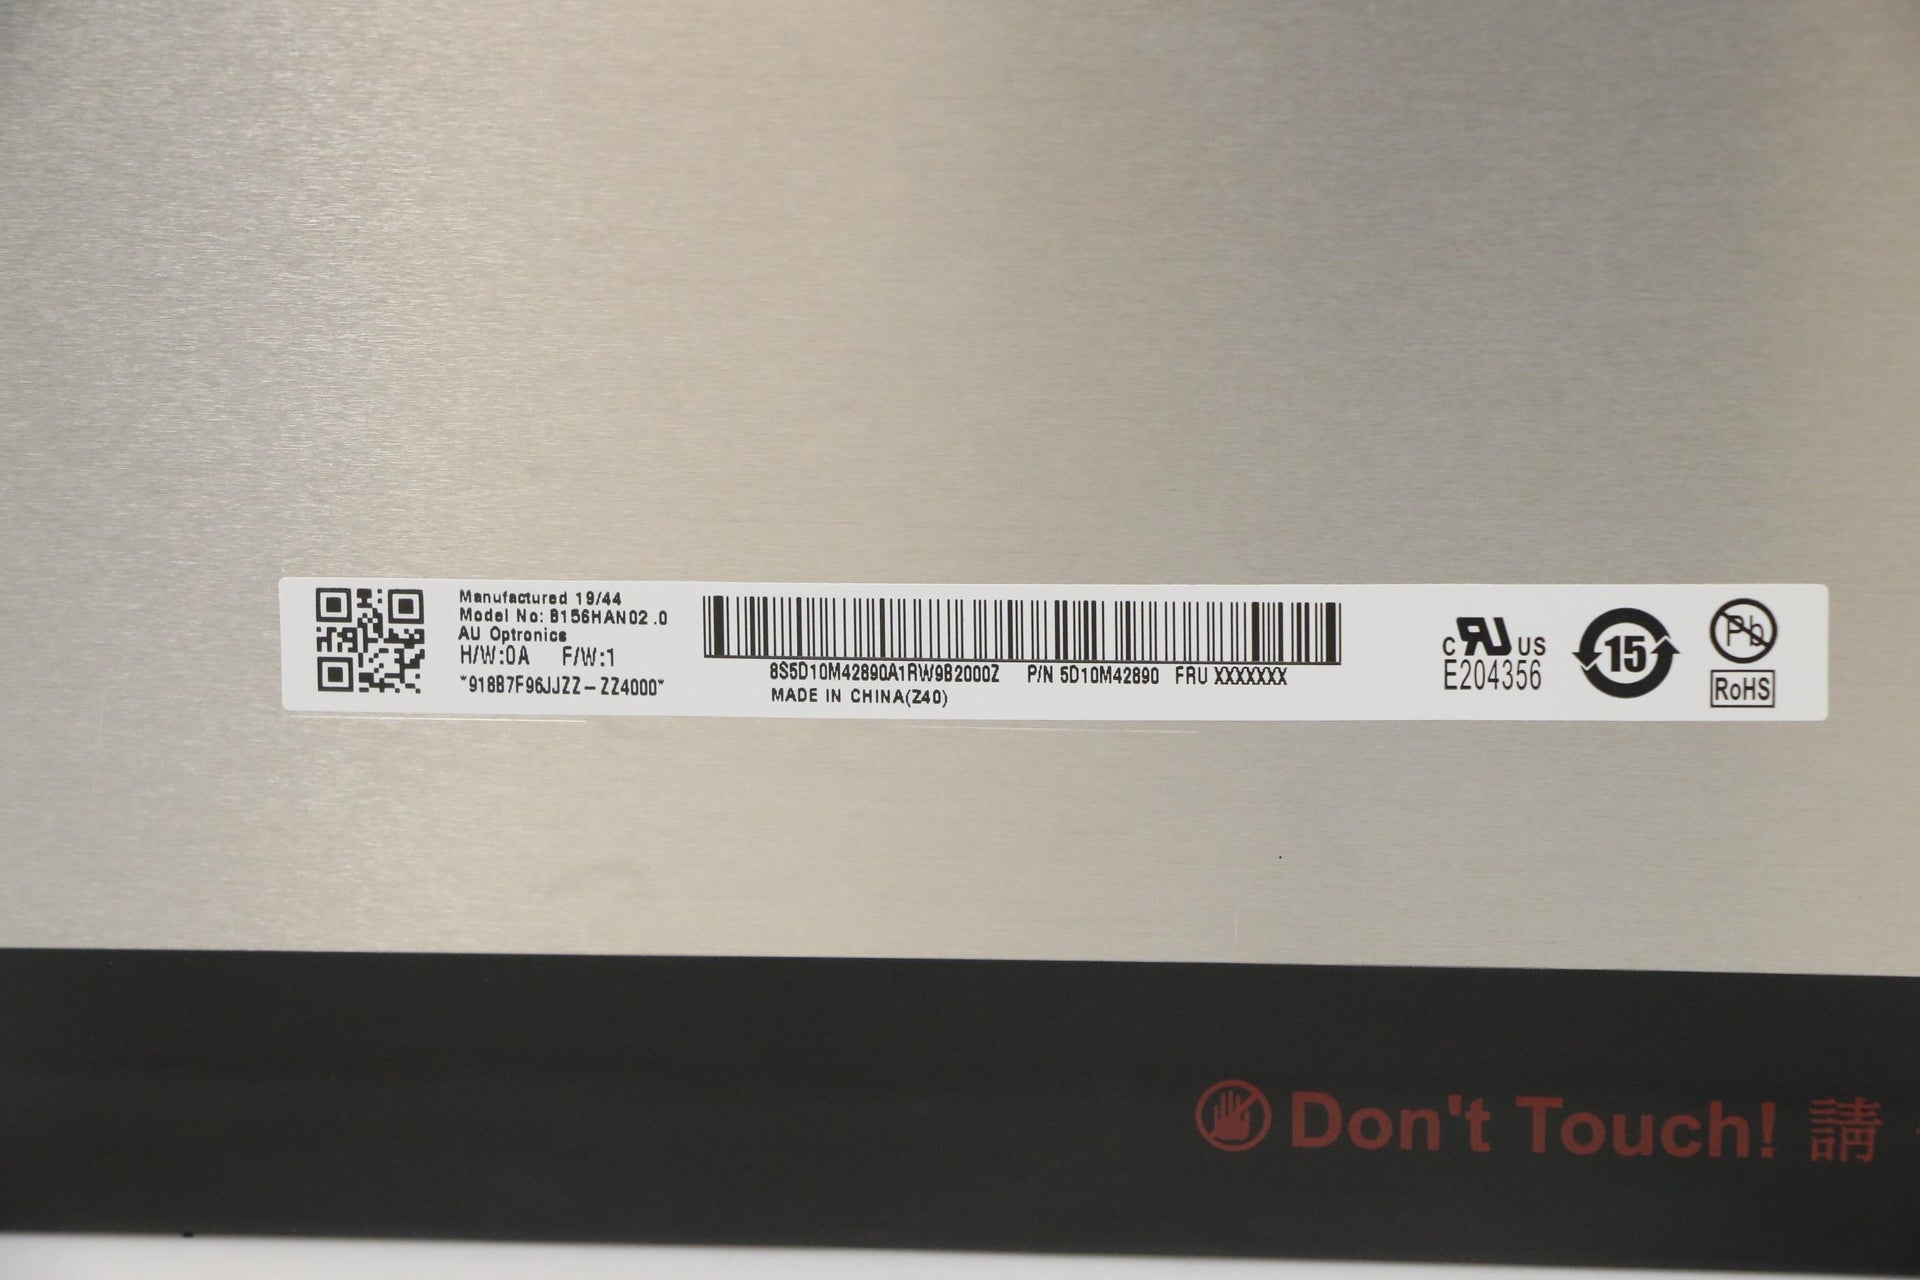 Manufactured 19/44
Model No: B156HAN02.0
AU Optronics
H/W:0A F/W:1
*918B7F96JJZZ-ZZ4000*
8S5D10M42890A1RW9B2000Z P/N 5D10M42890 FRU XXXXXXX
MADE IN CHINA(Z40)
c RU US
E204356
15
Pb
RoHS
Don't Touch! 請